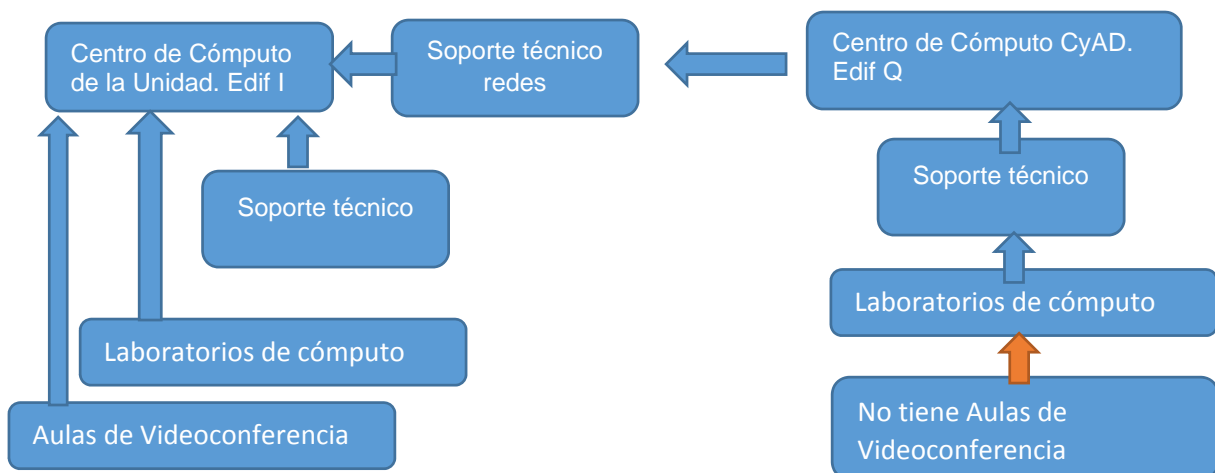 Centro de Cómputo
de la Unidad. Edif I
Soporte técnico
redes
Centro de Cómputo CyAD.
Edif Q
Soporte técnico
Soporte técnico
Laboratorios de cómputo
Laboratorios de cómputo
Aulas de Videoconferencia
No tiene Aulas de
Videoconferencia